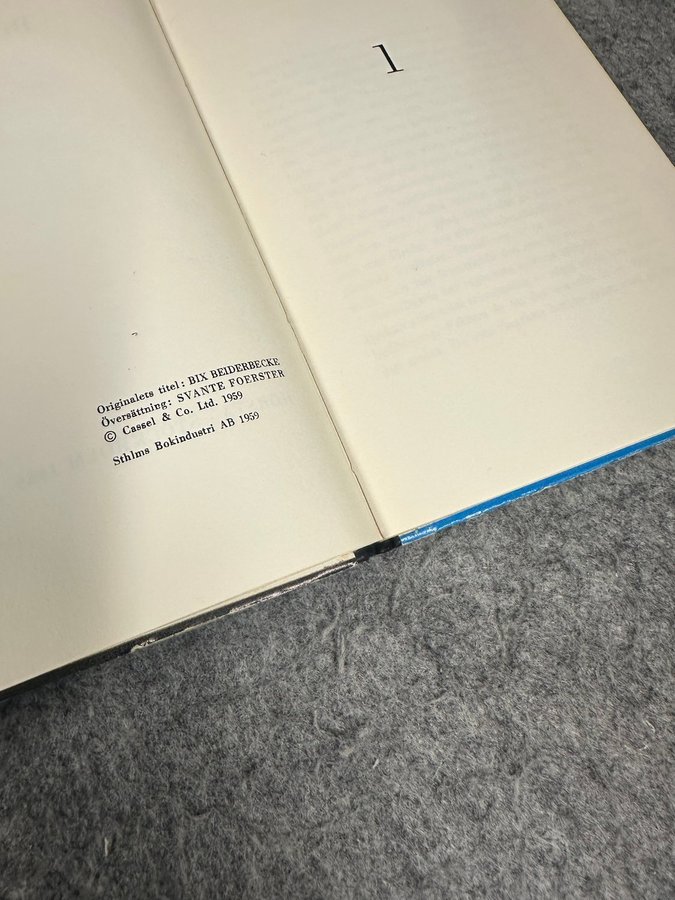 Originalets titel: BIX BEIDERBECKE
Översättning: SVANTE FOERSTER
© Cassel & Co. Ltd. 1959
Sthlms Bokindustri AB 1959
1